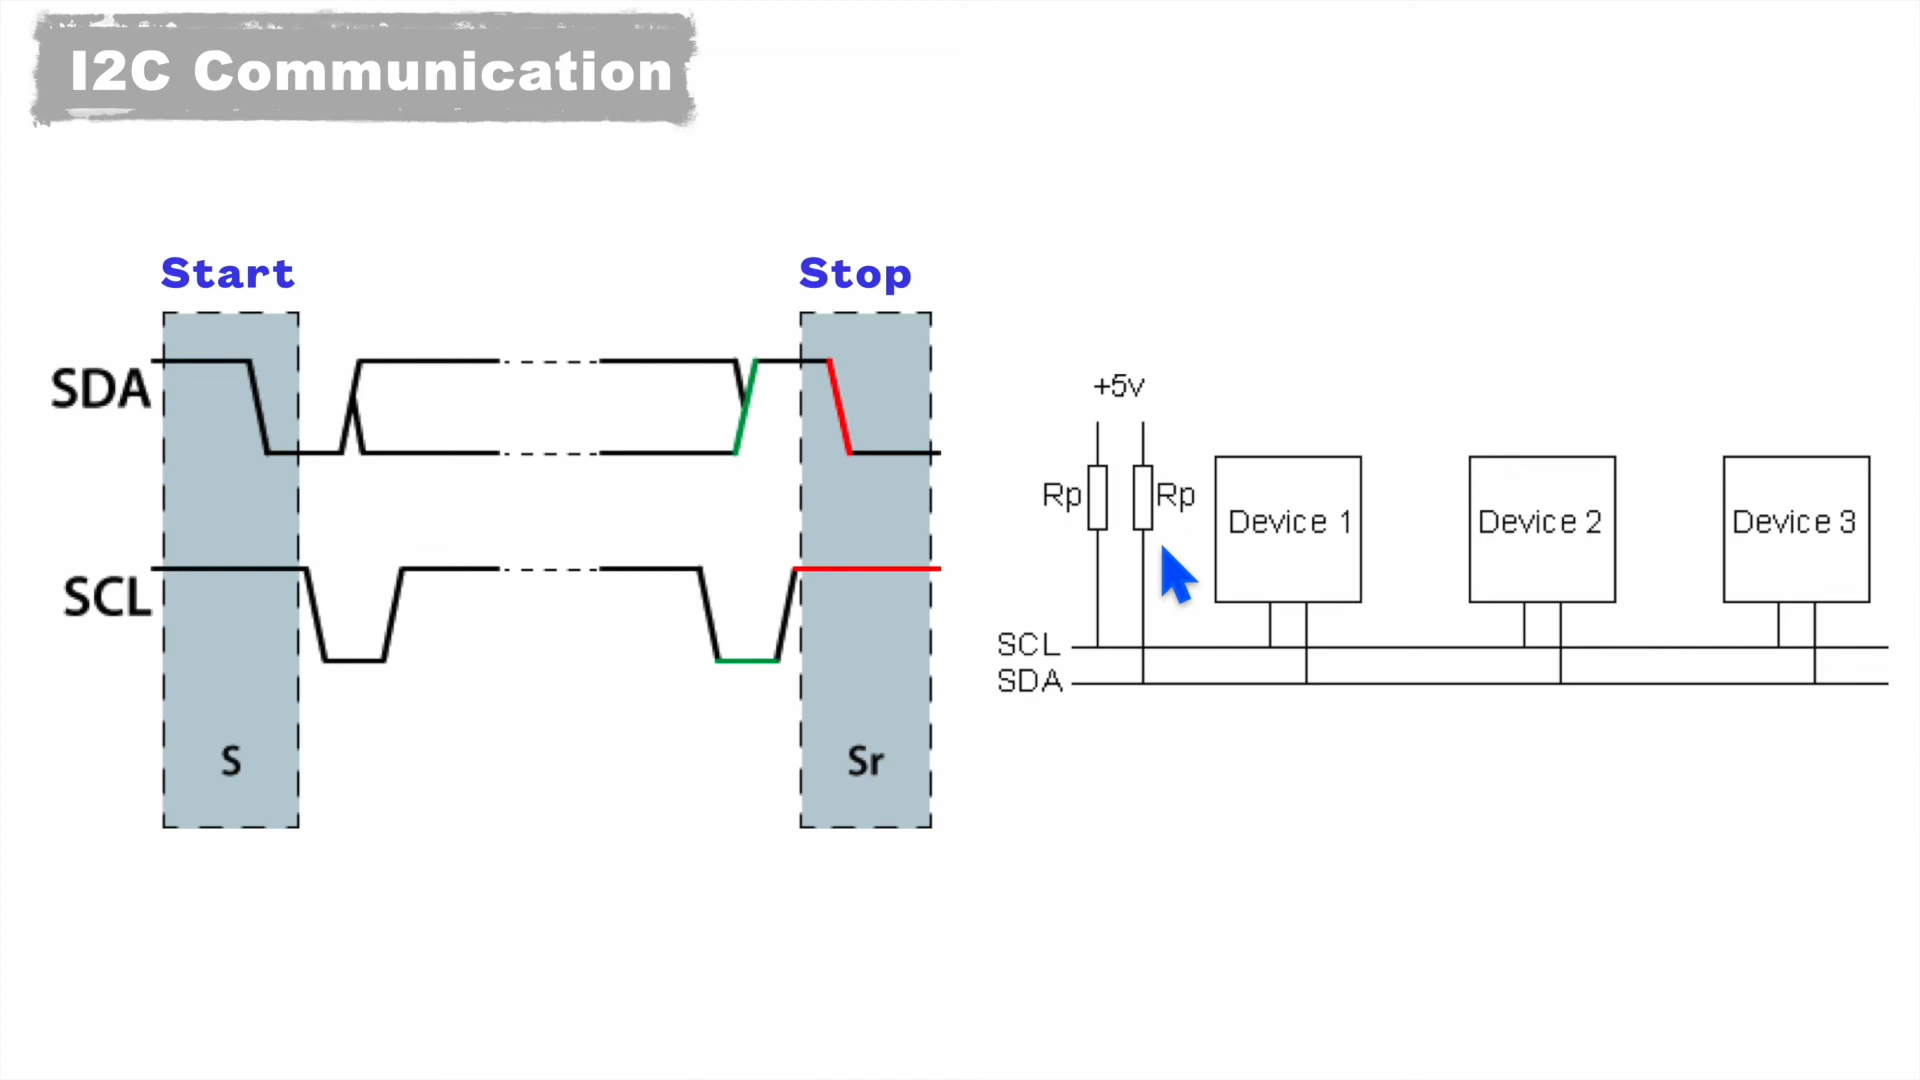 I2C Communication
Start
Stop
SDA
SCL
S
Sr
+5v
Rp
Rp
Device 1
Device 2
Device 3
SCL
SDA